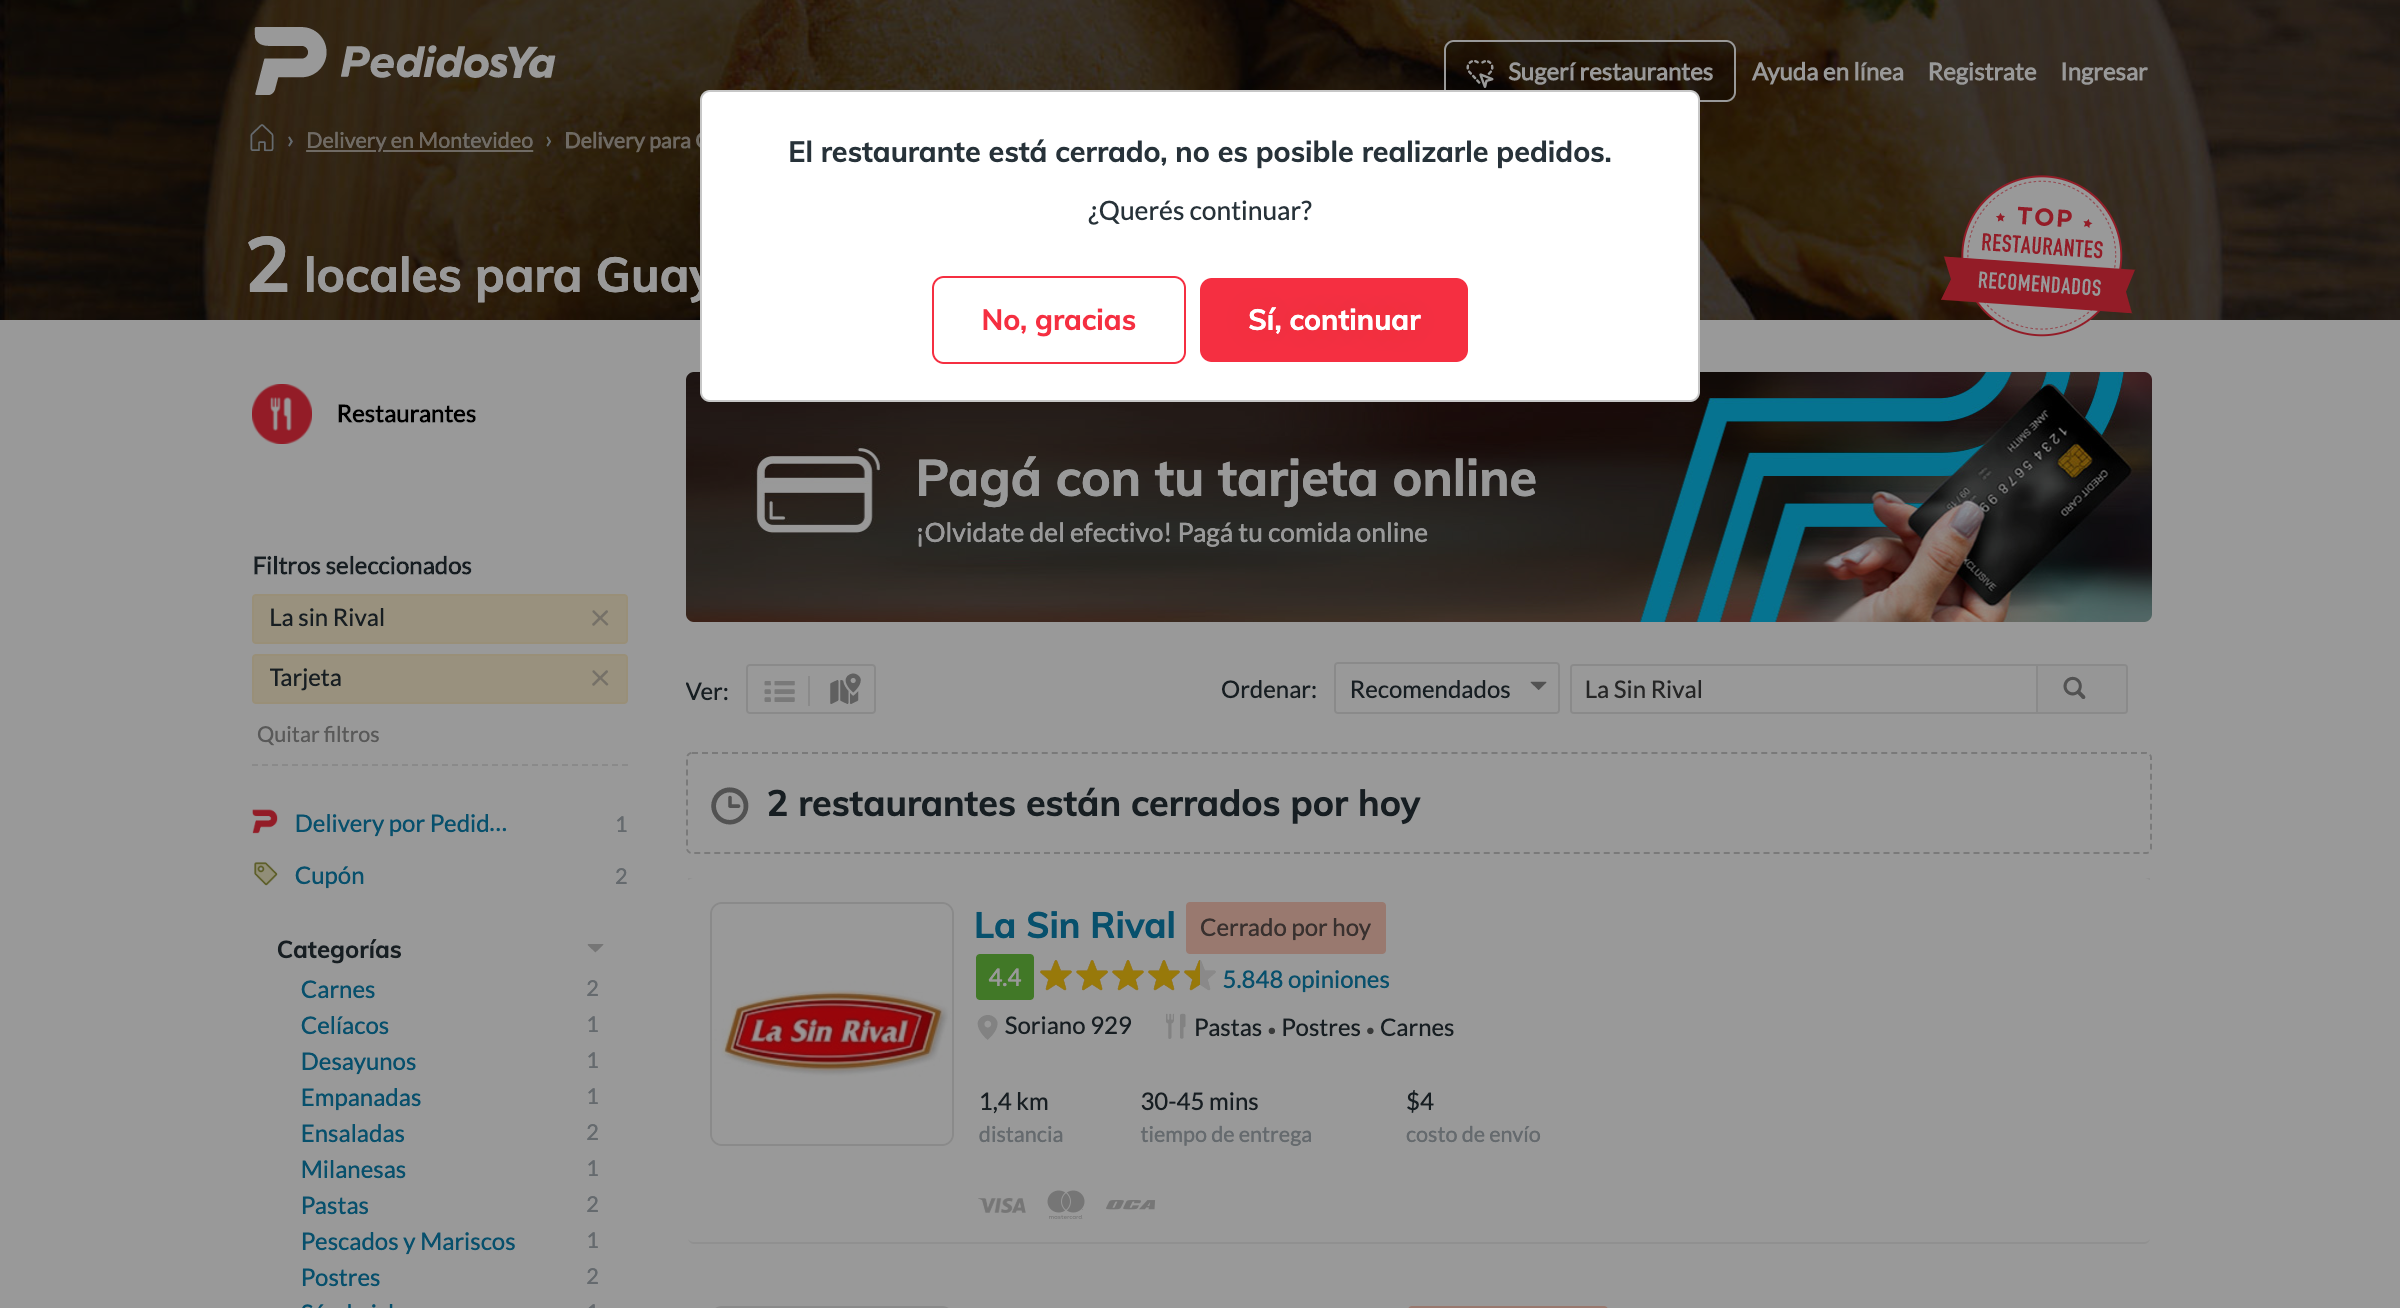 PedidosYa
Sugerí restaurantes
Ayuda en línea
Registrate
Ingresar
Delivery en Montevideo
Delivery para
El restaurante está cerrado, no es posible realizarle pedidos.
¿Querés continuar?
No, gracias
Sí, continuar
2 locales para Guay
TOP
RESTAURANTES
RECOMENDADOS
Restaurantes
Pagá con tu tarjeta online
¡Olvidate del efectivo! Pagá tu comida online
JANE SMITH
CREDIT CARD
Filtros seleccionados
La sin Rival
Tarjeta
Quitar filtros
Delivery por Pedid... 1
Cupón 2
Categorías
Carnes 2
Celíacos 1
Desayunos 1
Empanadas 1
Ensaladas 2
Milanesas 1
Pastas 2
Pescados y Mariscos 1
Postres 2
Ver:
Ordenar:
Recomendados
La Sin Rival
2 restaurantes están cerrados por hoy
La Sin Rival
La Sin Rival
Cerrado por hoy
4.4
5.848 opiniones
Soriano 929
Pastas • Postres • Carnes
1,4 km
30-45 mins
$4
distancia
tiempo de entrega
costo de envío
VISA
OCA